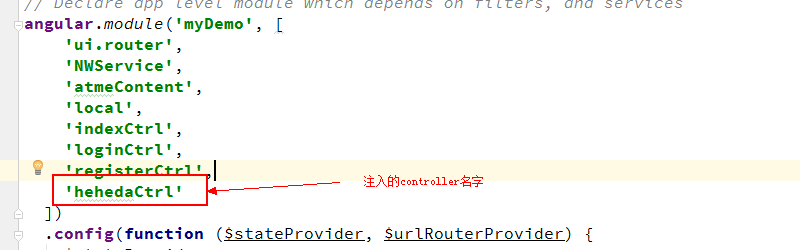 // Declare app level module which depends on filters, and services
angular.module('myDemo', [
'ui.router',
'NWService',
'atmeContent',
'local',
'indexCtrl',
'loginCtrl',
'registerCtrl',
'hehedaCtrl' 注入的controller名字
])
.config(function ($stateProvider, $urlRouterProvider) {